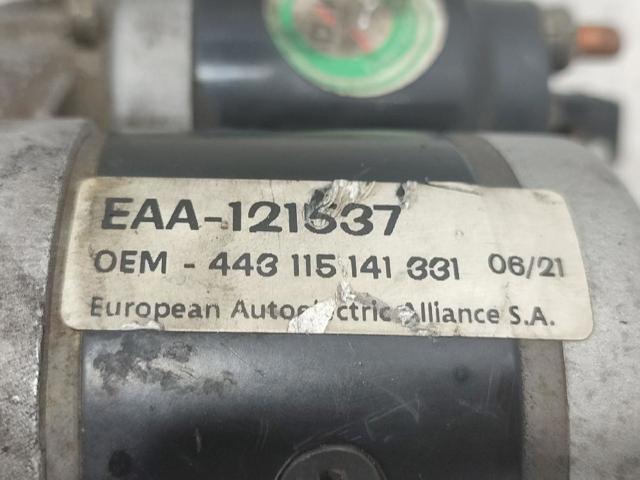 EAA-121537
OEM - 443 115 141 331 06/21
European Autoelectric Alliance S.A.